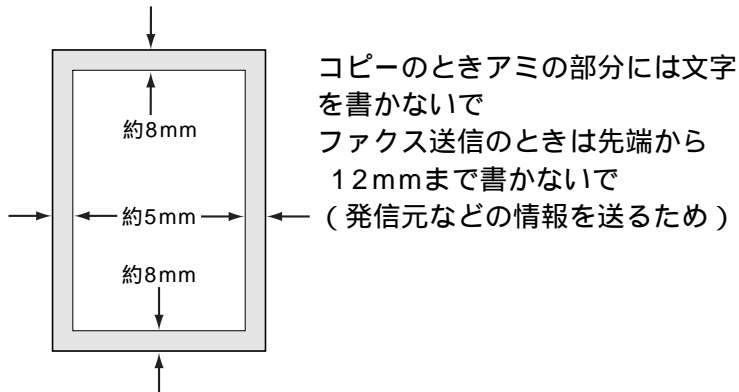 コピーのときアミの部分には文字
を書かないで
ファクス送信のときは先端から
12mmまで書かないで
(発信元などの情報を送るため)
約8mm
約5mm
約8mm